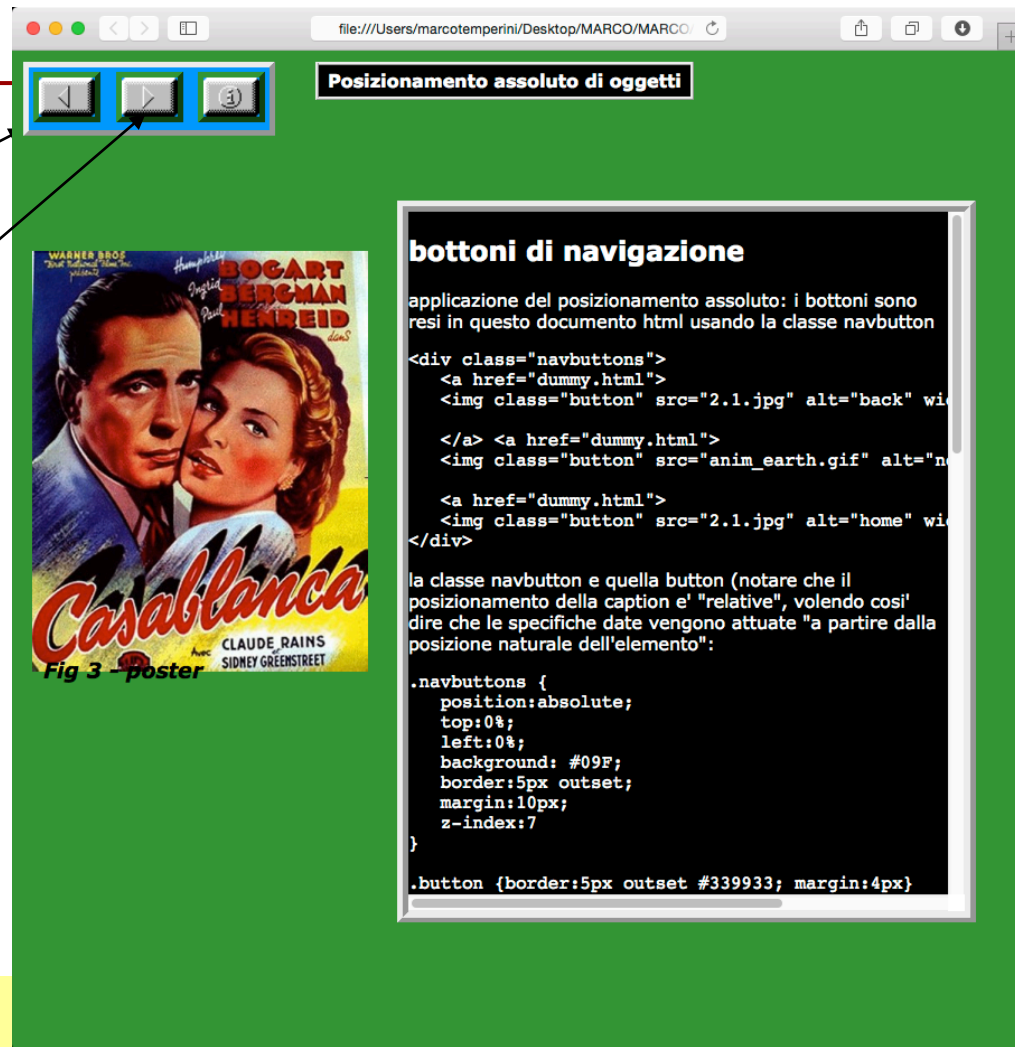 file:///Users/marcotemperini/Desktop/MARCO/MARCO/
Posizionamento assoluto di oggetti
WARNER BROS
Humphrey BOGART
Ingrid BERGMAN
Paul HENREID
dans
Casablanca
Avec CLAUDE RAINS
et
SIDNEY GREENSTREET
Fig 3 - poster
bottoni di navigazione
applicazione del posizionamento assoluto: i bottoni sono
resi in questo documento html usando la classe navbutton
<div class="navbuttons">
<a href="dummy.html">
<img class="button" src="2.1.jpg" alt="back" wi
</a> <a href="dummy.html">
<img class="button" src="anim_earth.gif" alt="n
<a href="dummy.html">
<img class="button" src="2.1.jpg" alt="home" wi
</div>
la classe navbutton e quella button (notare che il
posizionamento della caption e' "relative", volendo cosi'
dire che le specifiche date vengono attuate "a partire dalla
posizione naturale dell'elemento":
.navbuttons {
position:absolute;
top:0%;
left:0%;
background: #09F;
border:5px outset;
margin:10px;
z-index:7
}
.button {border:5px outset #339933; margin:4px}